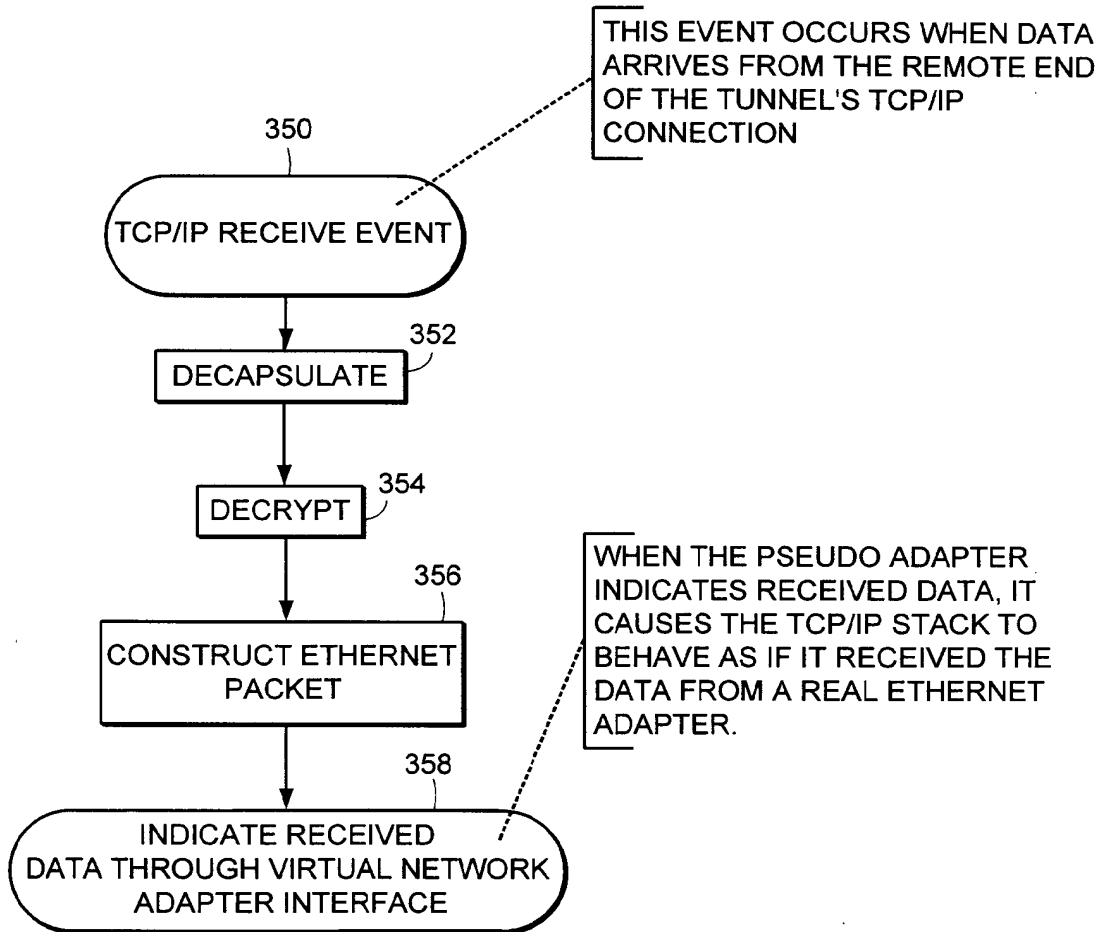 THIS EVENT OCCURS WHEN DATA
ARRIVES FROM THE REMOTE END
OF THE TUNNEL'S TCP/IP
CONNECTION
350
TCP/IP RECEIVE EVENT
352
DECAPSULATE
354
DECRYPT
356
CONSTRUCT ETHERNET
PACKET
WHEN THE PSEUDO ADAPTER
INDICATES RECEIVED DATA, IT
CAUSES THE TCP/IP STACK TO
BEHAVE AS IF IT RECEIVED THE
DATA FROM A REAL ETHERNET
ADAPTER.
358
INDICATE RECEIVED
DATA THROUGH VIRTUAL NETWORK
ADAPTER INTERFACE